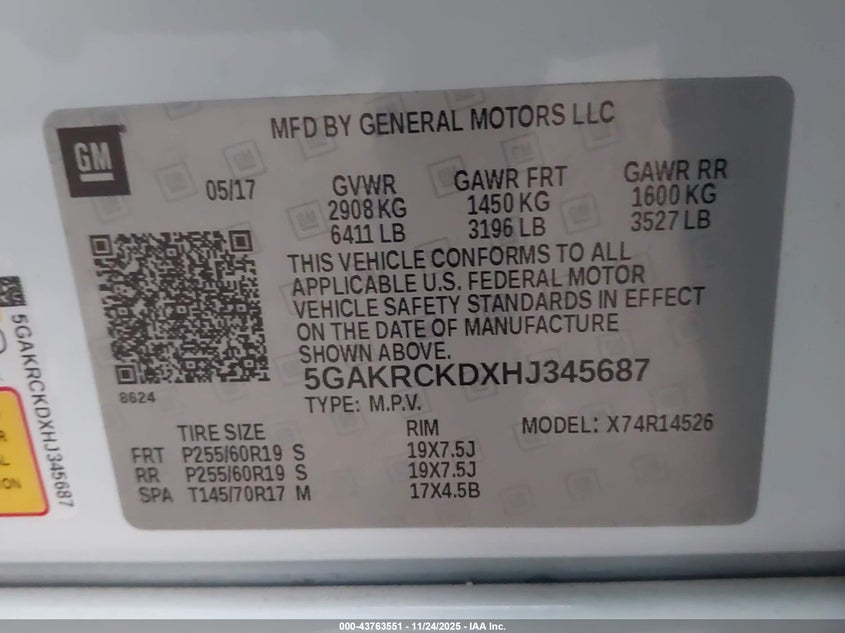 MFD BY GENERAL MOTORS LLC
GM
05/17
GVWR GAWR FRT GAWR RR
2908 KG 1450 KG 1600 KG
6411 LB 3196 LB 3527 LB
THIS VEHICLE CONFORMS TO ALL
APPLICABLE U.S. FEDERAL MOTOR
VEHICLE SAFETY STANDARDS IN EFFECT
ON THE DATE OF MANUFACTURE
SHOWN ABOVE.
8624
5GAKRCKDXHJ345687
TYPE: M.P.V.
MODEL: X74R14526
TIRE SIZE RIM
FRT P255/60R19 S 19X7.5J
RR P255/60R19 S 19X7.5J
SPA T145/70R17 M 17X4.5B
5GAKRCKDXHJ345687
000-43763551 - 11/24/2025 - IAA Inc.